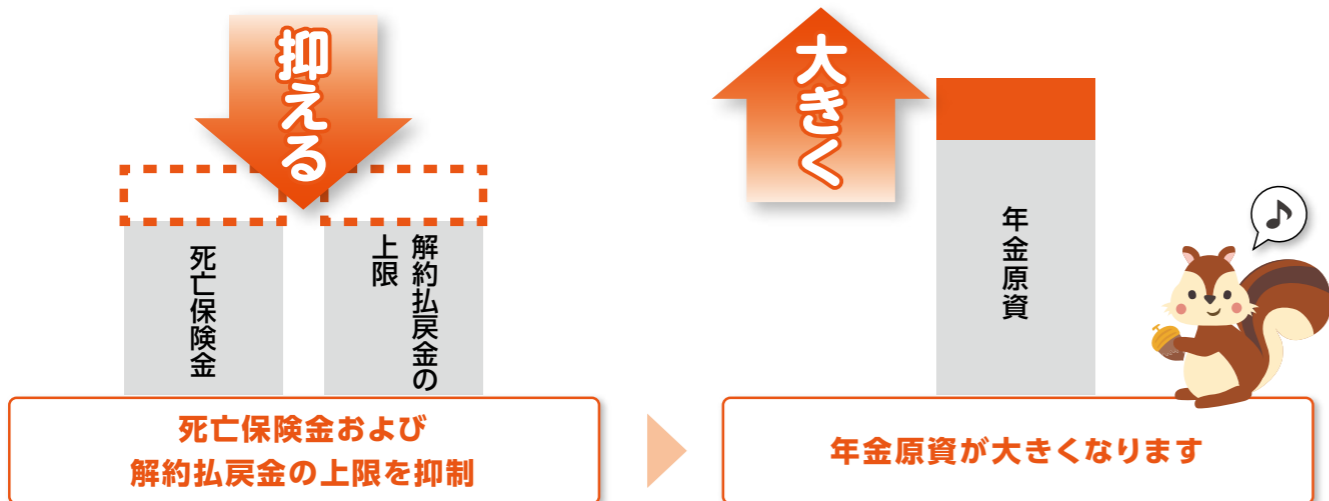 抑える
死亡保険金
解約払戻金の
上限
死亡保険金および
解約払戻金の上限を抑制
大きく
年金原資
♪
年金原資が大きくなります